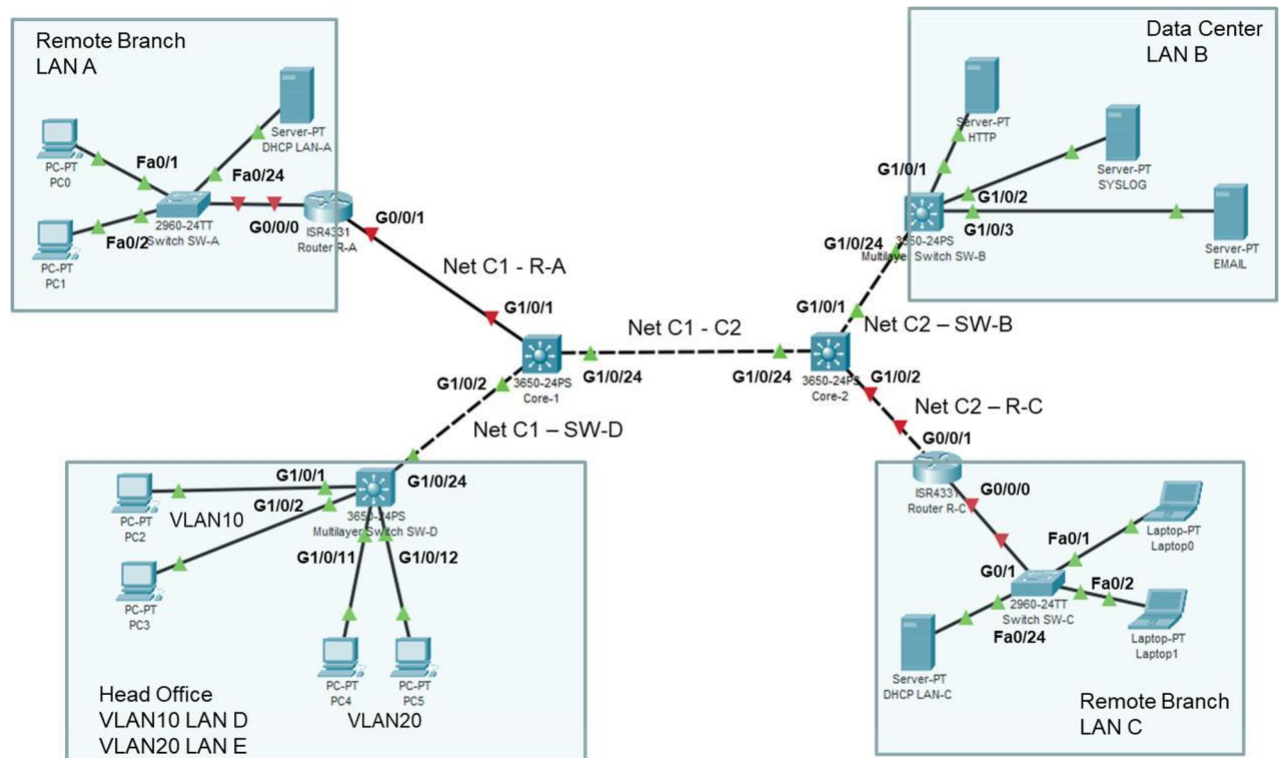 Remote Branch
LAN A
Server-PT
DHCP LAN-A
PC-PT
PC0
Fa0/1
Fa0/24
2960-24TT
Switch SW-A
Fa0/2
PC-PT
PC1
G0/0/0
ISR4331
Router R-A
G0/0/1
Net C1 - R-A
G1/0/1
Data Center
LAN B
Server-PT
HTTP
Server-PT
SYSLOG
G1/0/1
G1/0/2
G1/0/3
Server-PT
EMAIL
G1/0/24
3650-24PS
Multilayer Switch SW-B
G1/0/1
Net C2 – SW-B
Net C1 - C2
3650-24PS
Core-1
G1/0/24
G1/0/24
3650-24PS
Core-2
G1/0/2
G1/0/2
Net C2 – R-C
Net C1 – SW-D
G0/0/1
G1/0/1
G1/0/2
G1/0/24
PC-PT
PC2
VLAN10
3650-24PS
Multilayer Switch SW-D
G1/0/11
G1/0/12
PC-PT
PC3
PC-PT
PC4
PC-PT
PC5
VLAN20
Head Office
VLAN10 LAN D
VLAN20 LAN E
ISR4331
Router R-C
G0/0/0
Laptop-PT
Laptop0
Fa0/1
G0/1
Fa0/2
2960-24TT
Switch SW-C
Fa0/24
Laptop-PT
Laptop1
Server-PT
DHCP LAN-C
Remote Branch
LAN C